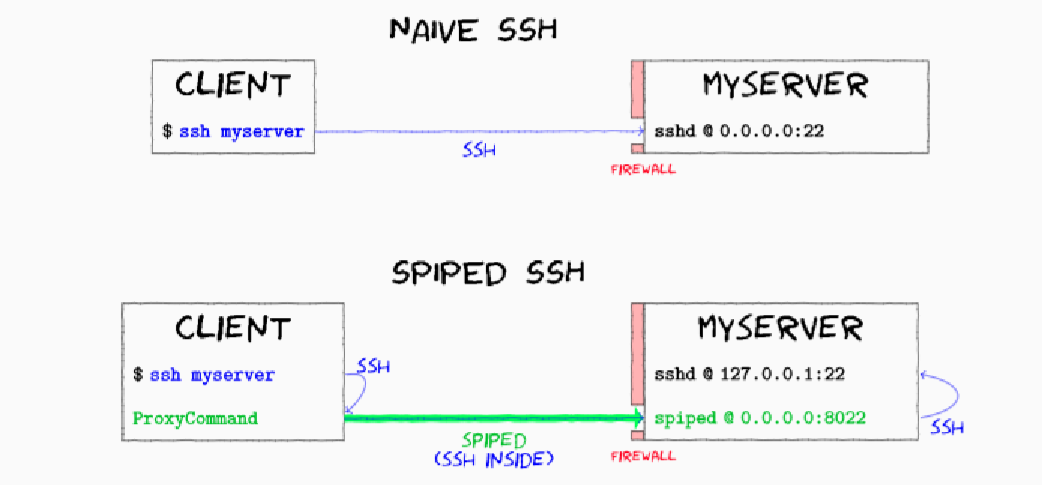 NAIVE SSH
CLIENT
$ ssh myserver
SSH
MYSERVER
sshd @ 0.0.0.0:22
FIREWALL
SPIPED SSH
CLIENT
$ ssh myserver
SSH
ProxyCommand
SPIPED
(SSH INSIDE)
MYSERVER
sshd @ 127.0.0.1:22
spiped @ 0.0.0.0:8022
SSH
FIREWALL